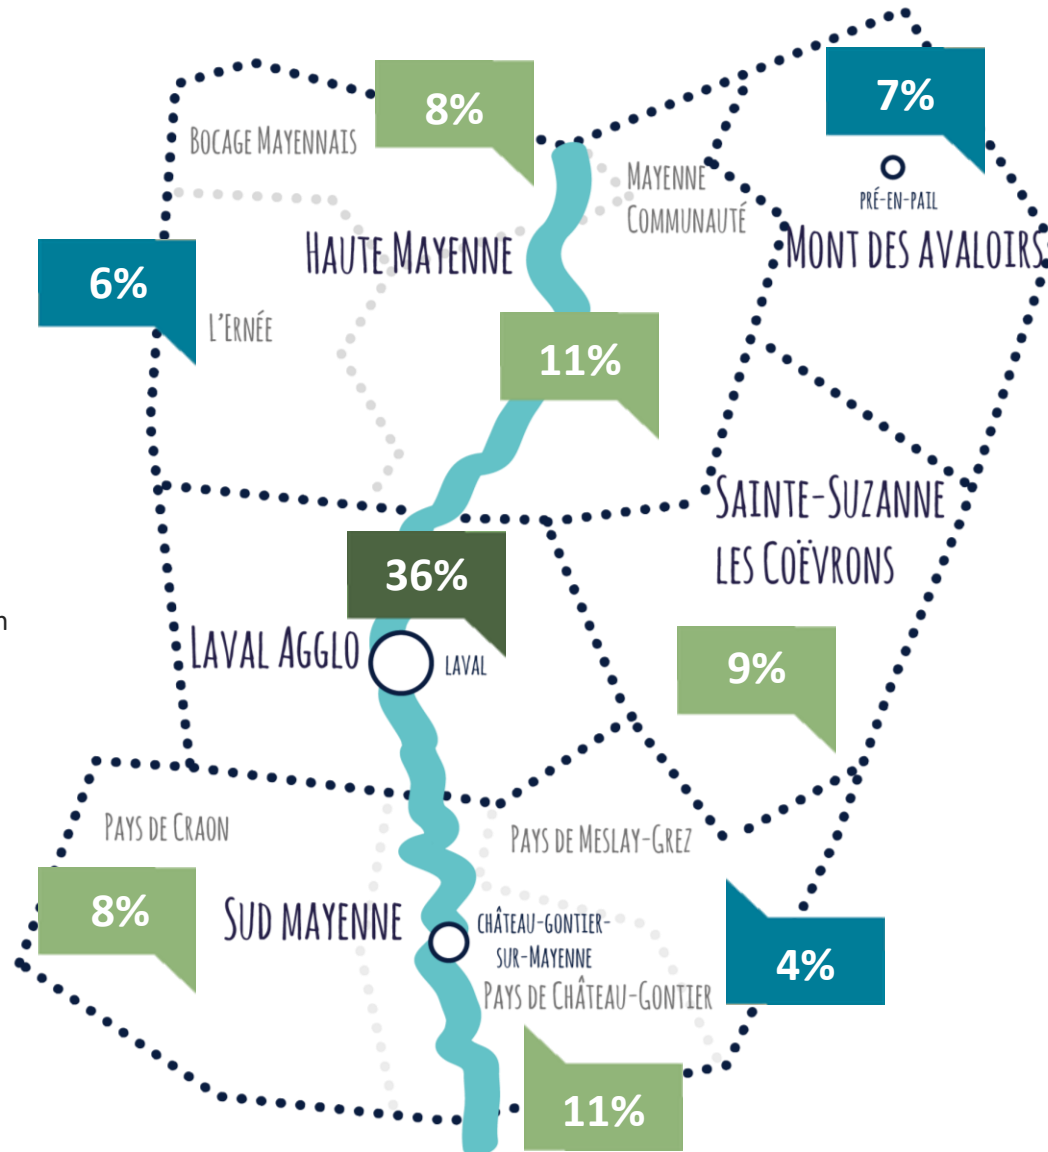 8%
7%
BOCAGE MAYENNAIS
MAYENNE
COMMUNAUTÉ
PRÉ-EN-PAIL
HAUTE MAYENNE
MONT DES AVALOIRS
6%
L'ERNÉE
11%
SAINTE-SUZANNE
LES COËVRONS
36%
n
LAVAL AGGLO
LAVAL
9%
PAYS DE CRAON
PAYS DE MESLAY-GREZ
8%
SUD MAYENNE
CHÂTEAU-GONTIER-
SUR-MAYENNE
4%
PAYS DE CHÂTEAU-GONTIER
11%